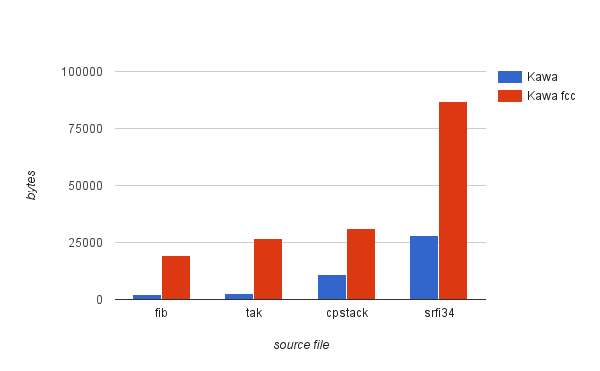 100000
75000
50000
25000
0
bytes
fib
tak
cpstack
srfi34
source file
Kawa
Kawa fcc